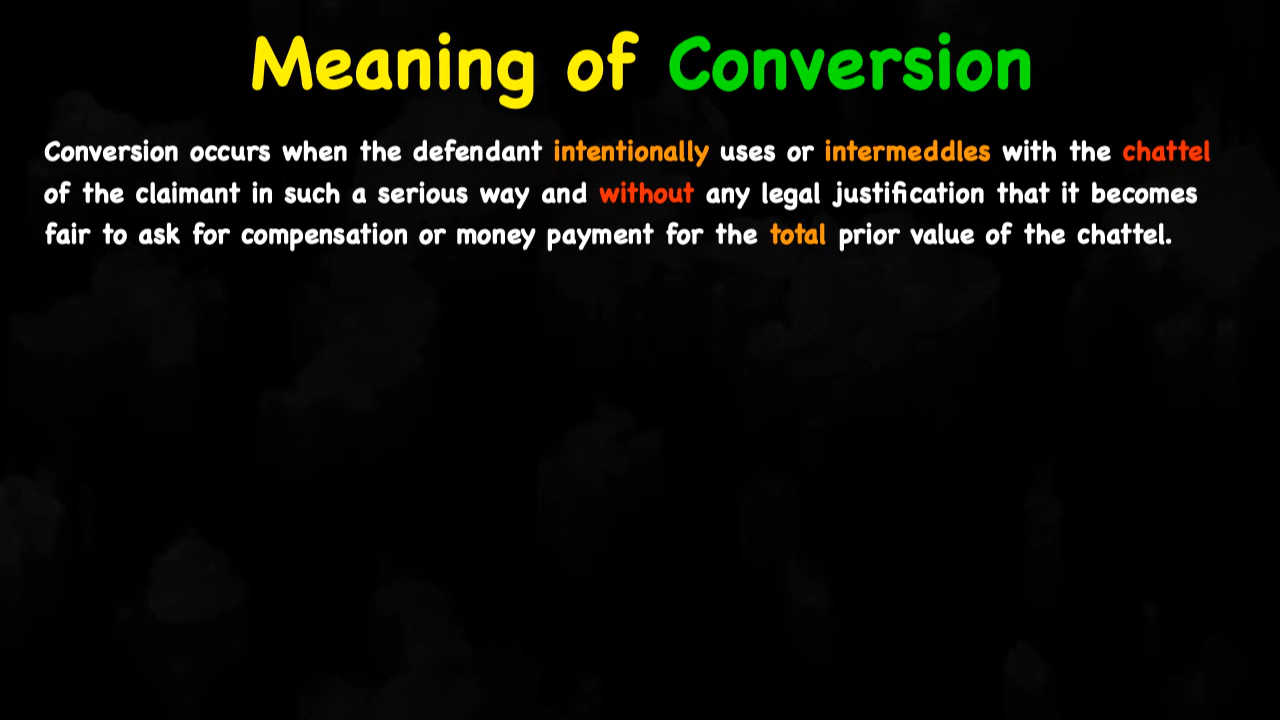 Meaning of Conversion
Conversion occurs when the defendant intentionally uses or intermeddles with the chattel
of the claimant in such a serious way and without any legal justification that it becomes
fair to ask for compensation or money payment for the total prior value of the chattel.